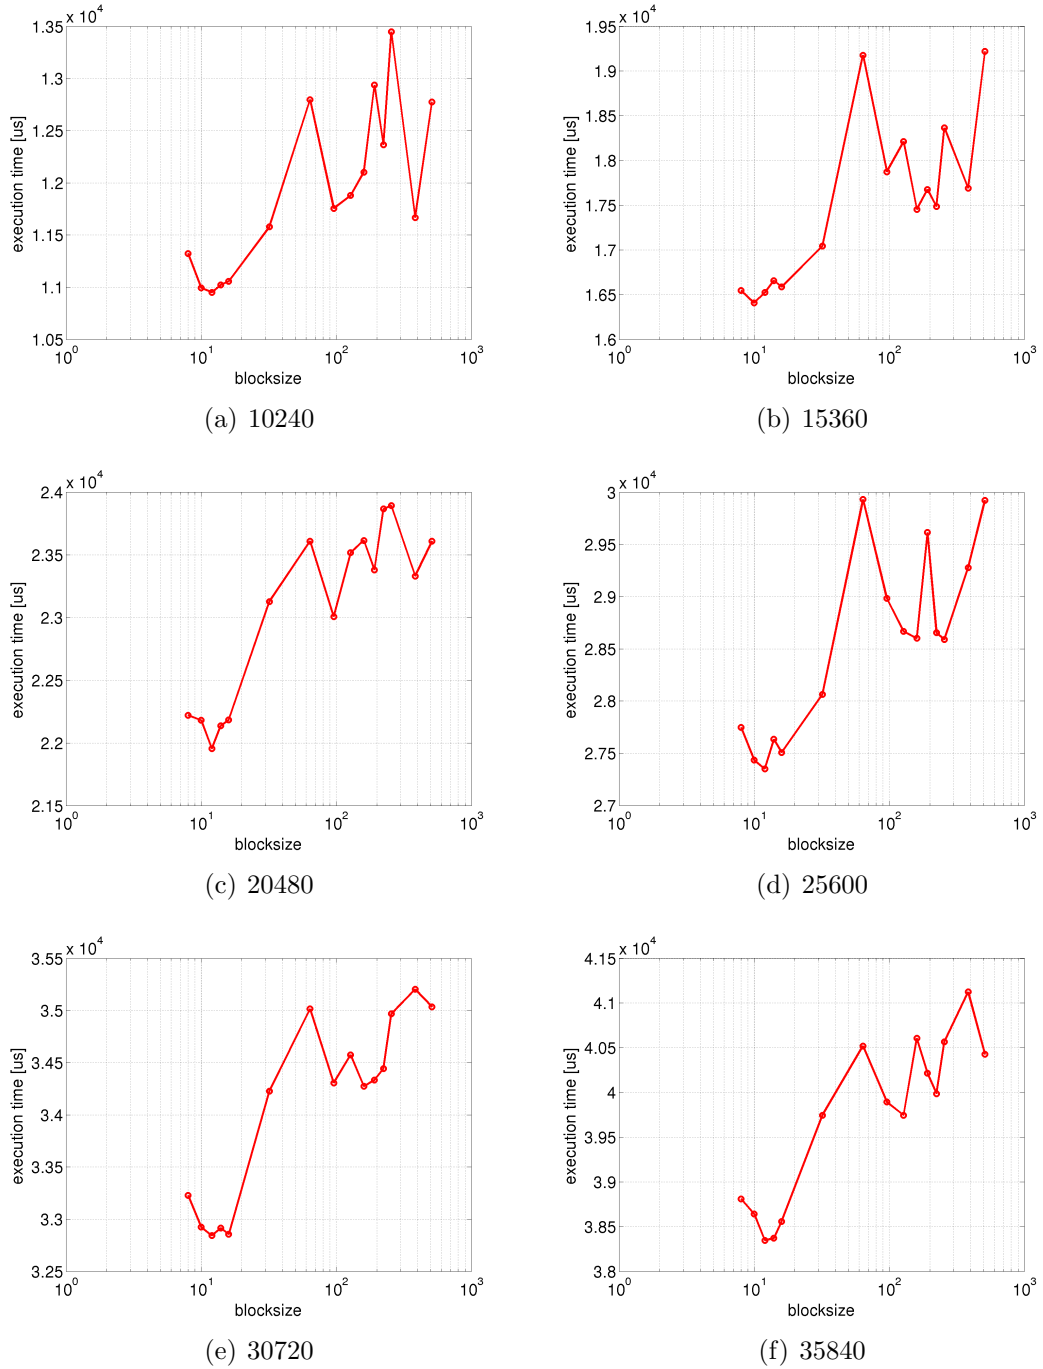 x 10^4
1.35
1.3
1.25
1.2
1.15
1.1
1.05
execution time [us]
10^0 10^1 10^2 10^3
blocksize
(a) 10240
x 10^4
1.95
1.9
1.85
1.8
1.75
1.7
1.65
1.6
execution time [us]
10^0 10^1 10^2 10^3
blocksize
(b) 15360
x 10^4
2.4
2.35
2.3
2.25
2.2
2.15
execution time [us]
10^0 10^1 10^2 10^3
blocksize
(c) 20480
x 10^4
3
2.95
2.9
2.85
2.8
2.75
2.7
execution time [us]
10^0 10^1 10^2 10^3
blocksize
(d) 25600
x 10^4
3.55
3.5
3.45
3.4
3.35
3.3
3.25
execution time [us]
10^0 10^1 10^2 10^3
blocksize
(e) 30720
x 10^4
4.15
4.1
4.05
4
3.95
3.9
3.85
3.8
execution time [us]
10^0 10^1 10^2 10^3
blocksize
(f) 35840